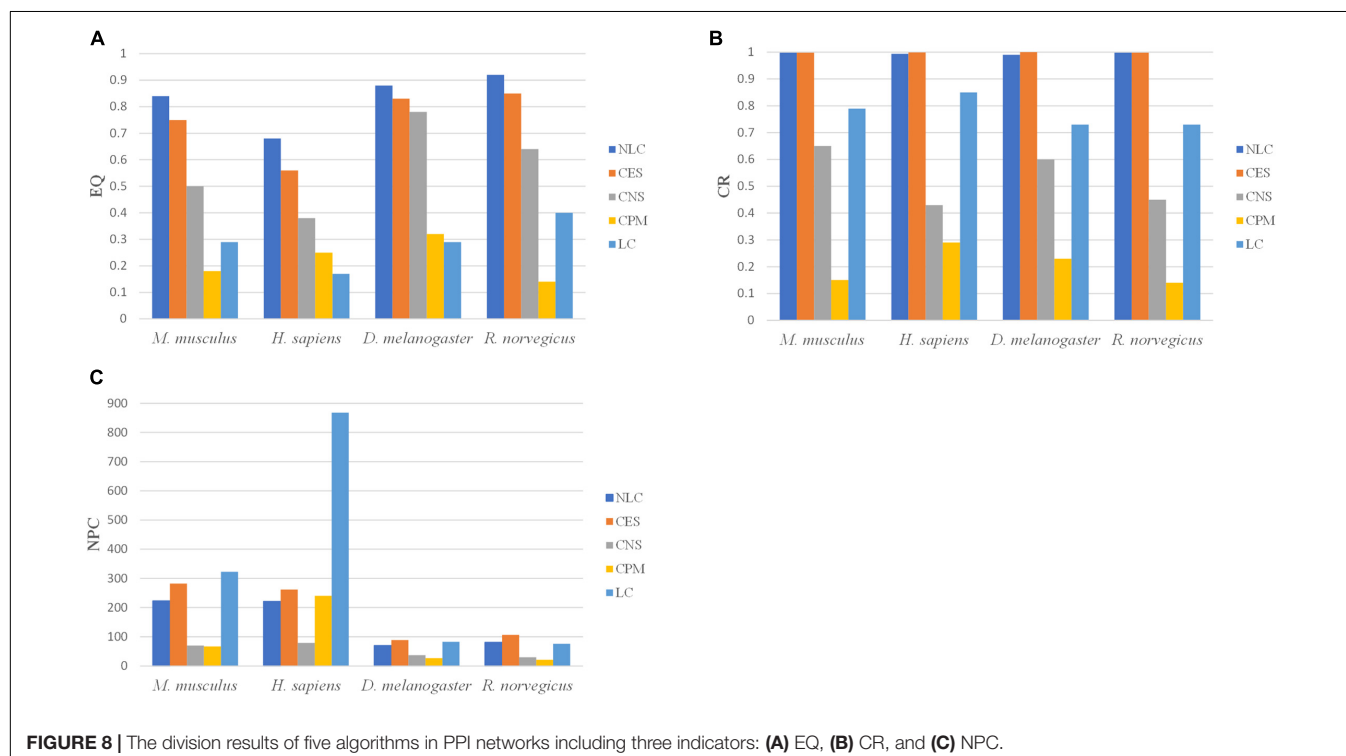 A
1
0.9
0.8
0.7
0.6
0.5
0.4
0.3
0.2
0.1
0
EQ
M. musculus H. sapiens D. melanogaster R. norvegicus
NLC
CES
CNS
CPM
LC
B
1
0.9
0.8
0.7
0.6
0.5
0.4
0.3
0.2
0.1
0
CR
M. musculus H. sapiens D. melanogaster R. norvegicus
NLC
CES
CNS
CPM
LC
C
900
800
700
600
500
400
300
200
100
0
NPC
M. musculus H. sapiens D. melanogaster R. norvegicus
NLC
CES
CNS
CPM
LC
FIGURE 8 | The division results of five algorithms in PPI networks including three indicators: (A) EQ, (B) CR, and (C) NPC.